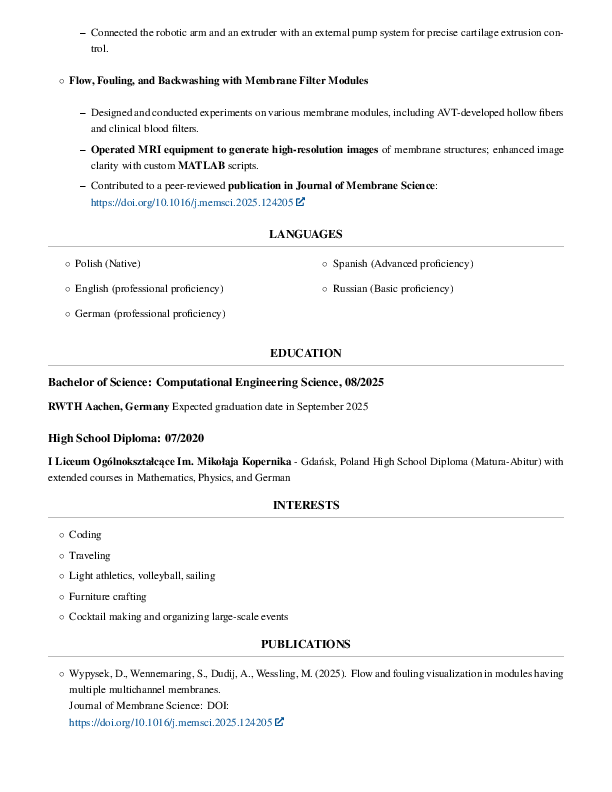 – Connected the robotic arm and an extruder with an external pump system for precise cartilage extrusion con-
trol.
○ Flow, Fouling, and Backwashing with Membrane Filter Modules
– Designed and conducted experiments on various membrane modules, including AVT-developed hollow fibers
and clinical blood filters.
– Operated MRI equipment to generate high-resolution images of membrane structures; enhanced image
clarity with custom MATLAB scripts.
– Contributed to a peer-reviewed publication in Journal of Membrane Science:
https://doi.org/10.1016/j.memsci.2025.124205
LANGUAGES
○ Polish (Native)
○ English (professional proficiency)
○ German (professional proficiency)
○ Spanish (Advanced proficiency)
○ Russian (Basic proficiency)
EDUCATION
Bachelor of Science: Computational Engineering Science, 08/2025
RWTH Aachen, Germany Expected graduation date in September 2025
High School Diploma: 07/2020
I Liceum Ogólnokształcące Im. Mikołaja Kopernika - Gdańsk, Poland High School Diploma (Matura-Abitur) with
extended courses in Mathematics, Physics, and German
INTERESTS
○ Coding
○ Traveling
○ Light athletics, volleyball, sailing
○ Furniture crafting
○ Cocktail making and organizing large-scale events
PUBLICATIONS
○ Wypysek, D., Wennemaring, S., Dudij, A., Wessling, M. (2025). Flow and fouling visualization in modules having
multiple multichannel membranes.
Journal of Membrane Science: DOI:
https://doi.org/10.1016/j.memsci.2025.124205